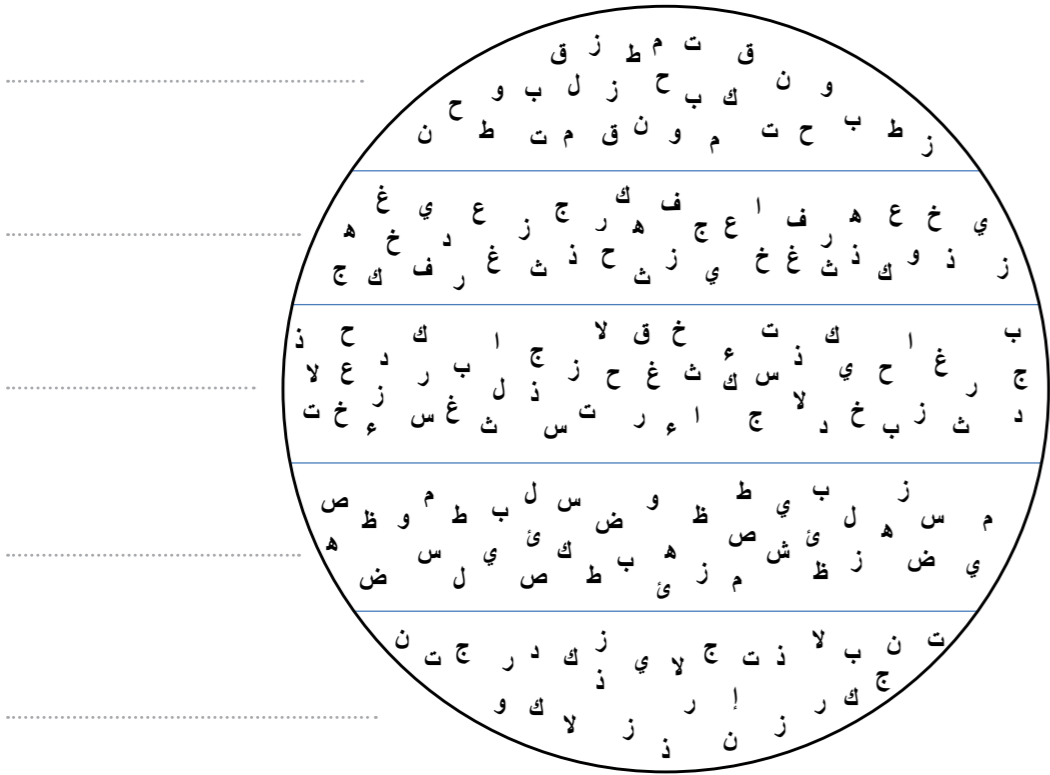 ق ت م ط ز ق
و ن ك ب ح ز ل ب و ح
ز ط ب ح ت م و ن ق م ت ط ن
ي خ ع ه ر ف ا ع ج ف ه ك ر ج ز ع د ي خ غ ه
ز ذ و ك ذ ث غ خ ي ز ث ح ذ ث غ ر ف ك ج
ب ا ك ت خ ق لا ا ك ح ذ
ج ر غ ح ي ذ س ء ك ث غ ح ز ج ذ ل ب ر د ع لا
د ث ز ب خ د لا ج ا ء ر ت س ث غ س ز ء خ ت
م س ز ل ب ي ط ظ و ض س ل ب ط م و ظ ص
ي ض ه ز ظ ئ ش ص م ز ه ئ ب ط ك ئ ص ي ل س ض ه
ت ن ب لا ذ ت ج لا ي ز ك د ر ج ت ن
ج ك ر ز إ ن ر ذ ز ذ لا ك و